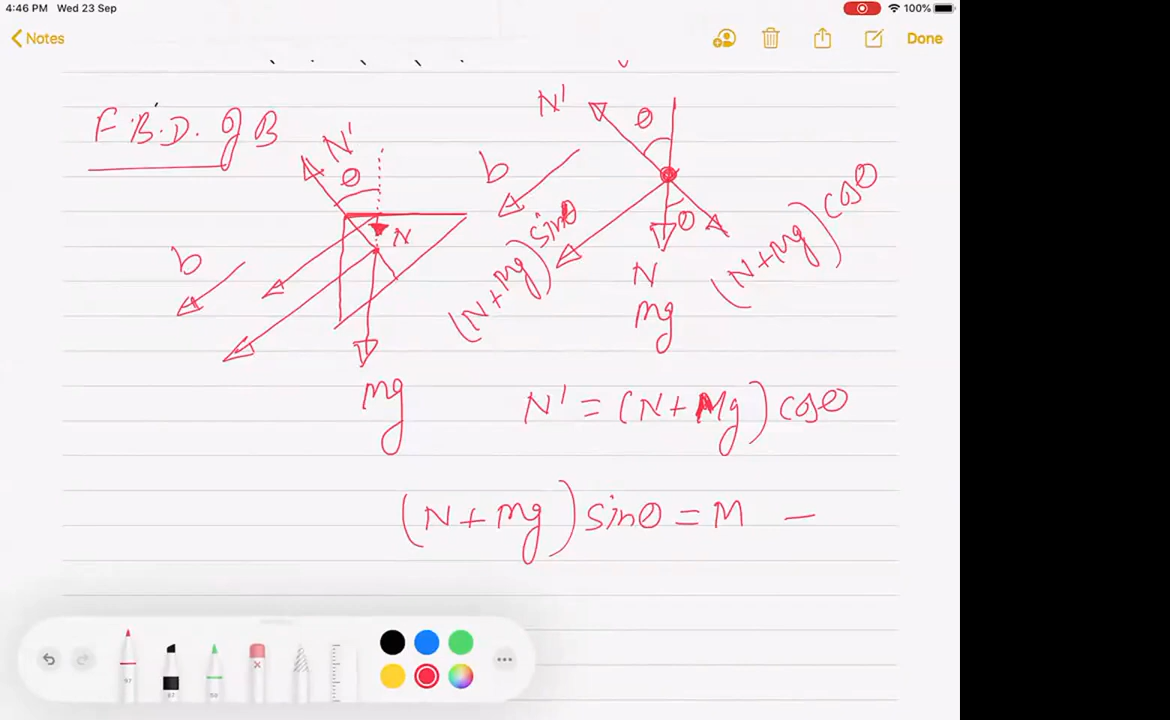 4:46 PM Wed 23 Sep 100%
Notes Done
F.B.D. of B
N' θ
N' θ
b
b
N
mg
(N+Mg) sinθ
θ
N
mg
(N+Mg) cosθ
N' = (N+Mg) cosθ
(N+Mg) sinθ = M —